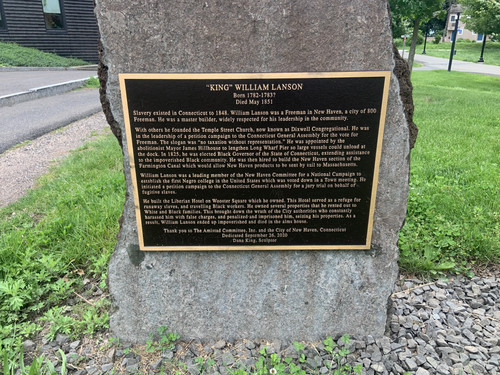 "KING" WILLIAM LANSON
Born 1782-1783?
Died May 1851
Slavery existed in Connecticut to 1848. William Lanson was a Freeman in New Haven, a city of 800
Freeman. He was a master builder, widely respected for his leadership in the community.
With others he founded the Temple Street Church, now known as Dixwell Congregational. He was
in the leadership of a petition campaign to the Connecticut General Assembly for the vote for
Freeman. The slogan was "no taxation without representation." He was appointed by the
abolitionist Mayor James Hillhouse to lengthen Long Wharf Pier so large vessels could unload at
the dock. In 1825, he was elected Black Governor of the State of Connecticut, extending assistance
to the impoverished Black community. He was then hired to build the New Haven section of the
Farmington Canal which would allow New Haven products to be sent by rail to Massachusetts.
William Lanson was a leading member of the New Haven Committee for a National Campaign to
establish the first Negro college in the United States which was voted down in a Town meeting. He
initiated a petition campaign to the Connecticut General Assembly for a jury trial on behalf of
fugitive slaves.
He built the Liberian Hotel on Wooster Square which he owned. This Hotel served as a refuge for
runaway slaves, and travelling Black workers. He owned several properties that he rented out to
White and Black families. This brought down the wrath of the City authorities who constantly
harassed him with false charges, and penalized and imprisoned him, seizing his properties. As a
result, William Lanson ended up impoverished and died in the alms house.
Thank you to The Amistad Committee, Inc. and the City of New Haven, Connecticut
Dedicated September 26, 2020
Dana King, Sculptor